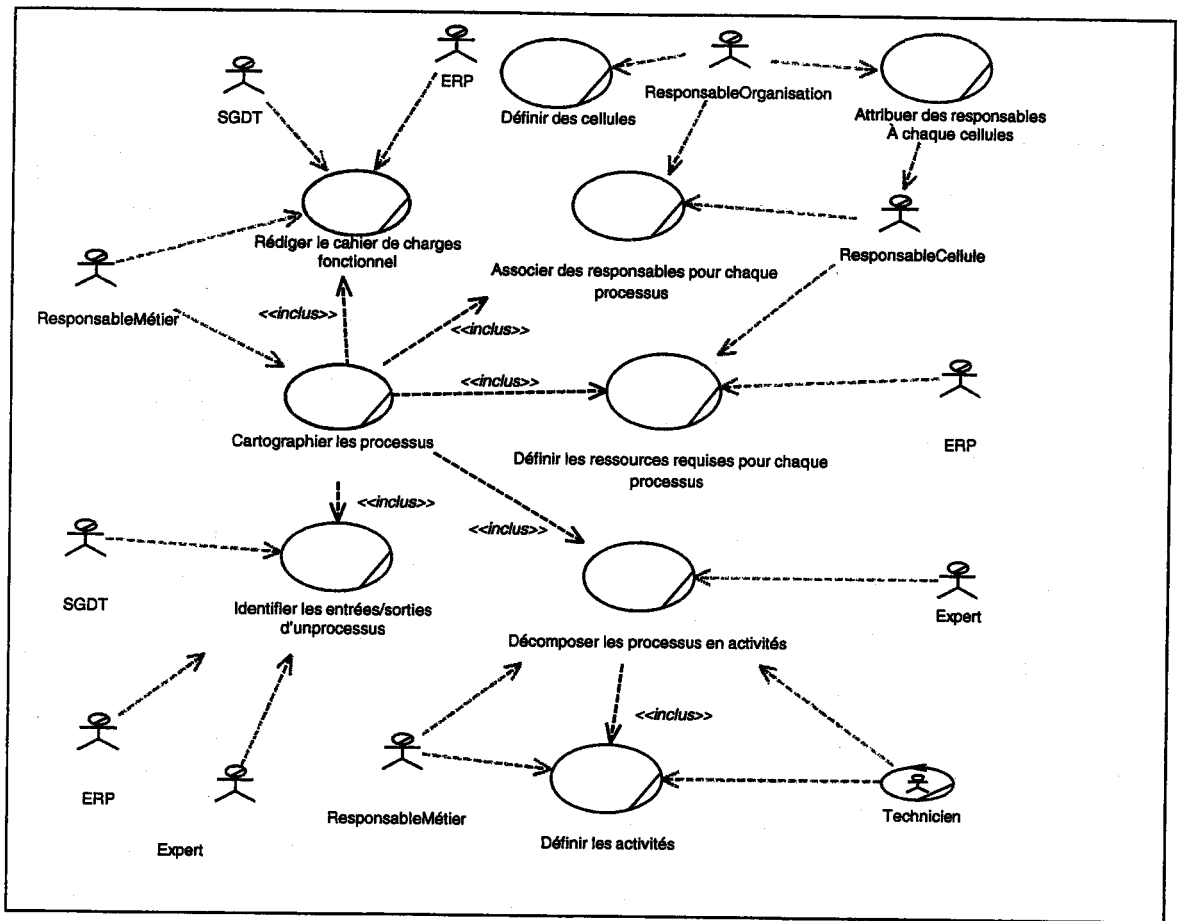 ERP
SGDT
ResponsableOrganisation
Définir des cellules
Attribuer des responsables
À chaque cellules
Rédiger le cahier de charges
fonctionnel
ResponsableCellule
Associer des responsables pour chaque
processus
ResponsableMétier
<<inclus>>
<<inclus>>
<<inclus>>
Cartographier les processus
Définir les ressources requises pour chaque
processus
ERP
<<inclus>>
<<inclus>>
SGDT
Identifier les entrées/sorties
d'unprocessus
Expert
Décomposer les processus en activités
<<inclus>>
ERP
ResponsableMétier
Technicien
Expert
Définir les activités